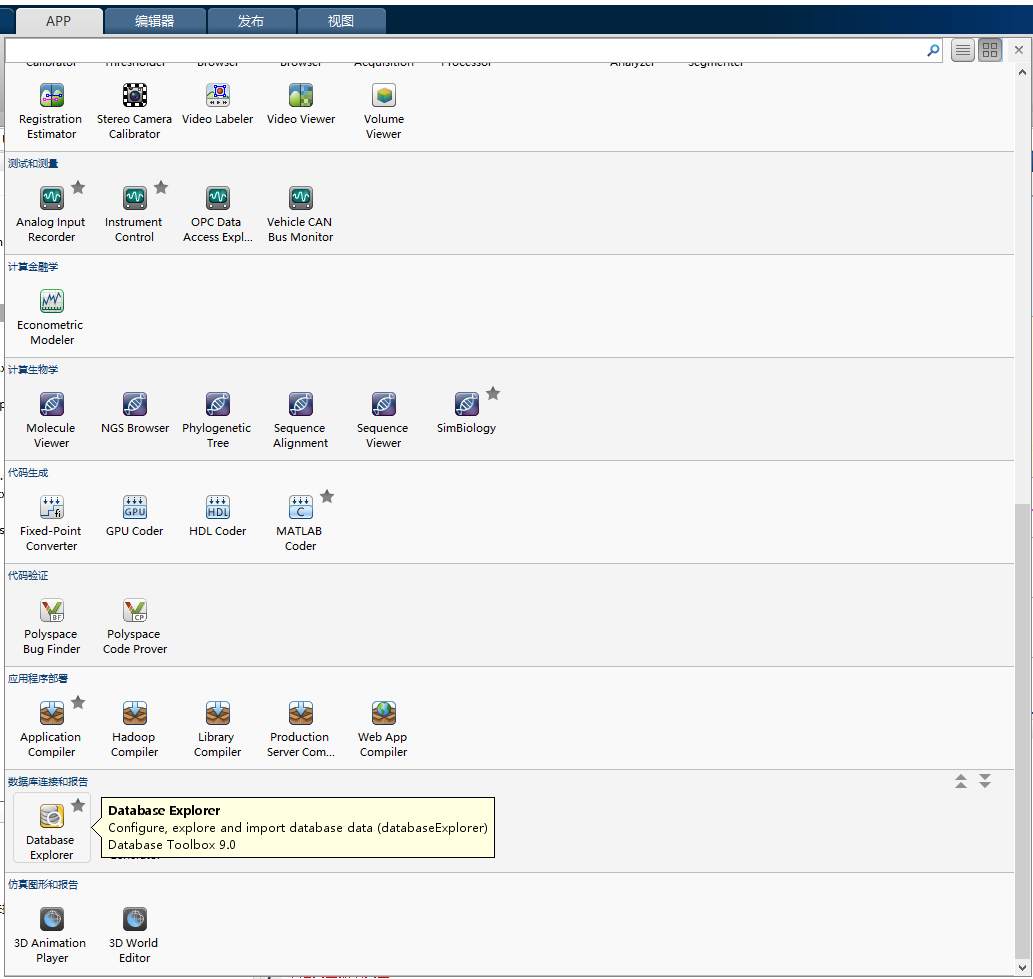 APP 编辑器 发布 视图
Calibrator Thresholder Browser Browser Acquisition Processor Analyzer Segmenter
Registration Estimator
Stereo Camera Calibrator
Video Labeler
Video Viewer
Volume Viewer
测试和测量
Analog Input Recorder
Instrument Control
OPC Data Access Expl...
Vehicle CAN Bus Monitor
计算金融学
Econometric Modeler
计算生物学
Molecule Viewer
NGS Browser
Phylogenetic Tree
Sequence Alignment
Sequence Viewer
SimBiology
代码生成
fi
Fixed-Point Converter
GPU
GPU Coder
HDL
HDL Coder
C
MATLAB Coder
代码验证
BF
Polyspace Bug Finder
CP
Polyspace Code Prover
应用程序部署
Application Compiler
Hadoop Compiler
Library Compiler
Production Server Com...
Web App Compiler
数据库连接和报告
Database Explorer
Database Explorer
Configure, explore and import database data (databaseExplorer)
Database Toolbox 9.0
仿真图形和报告
3D Animation Player
3D World Editor